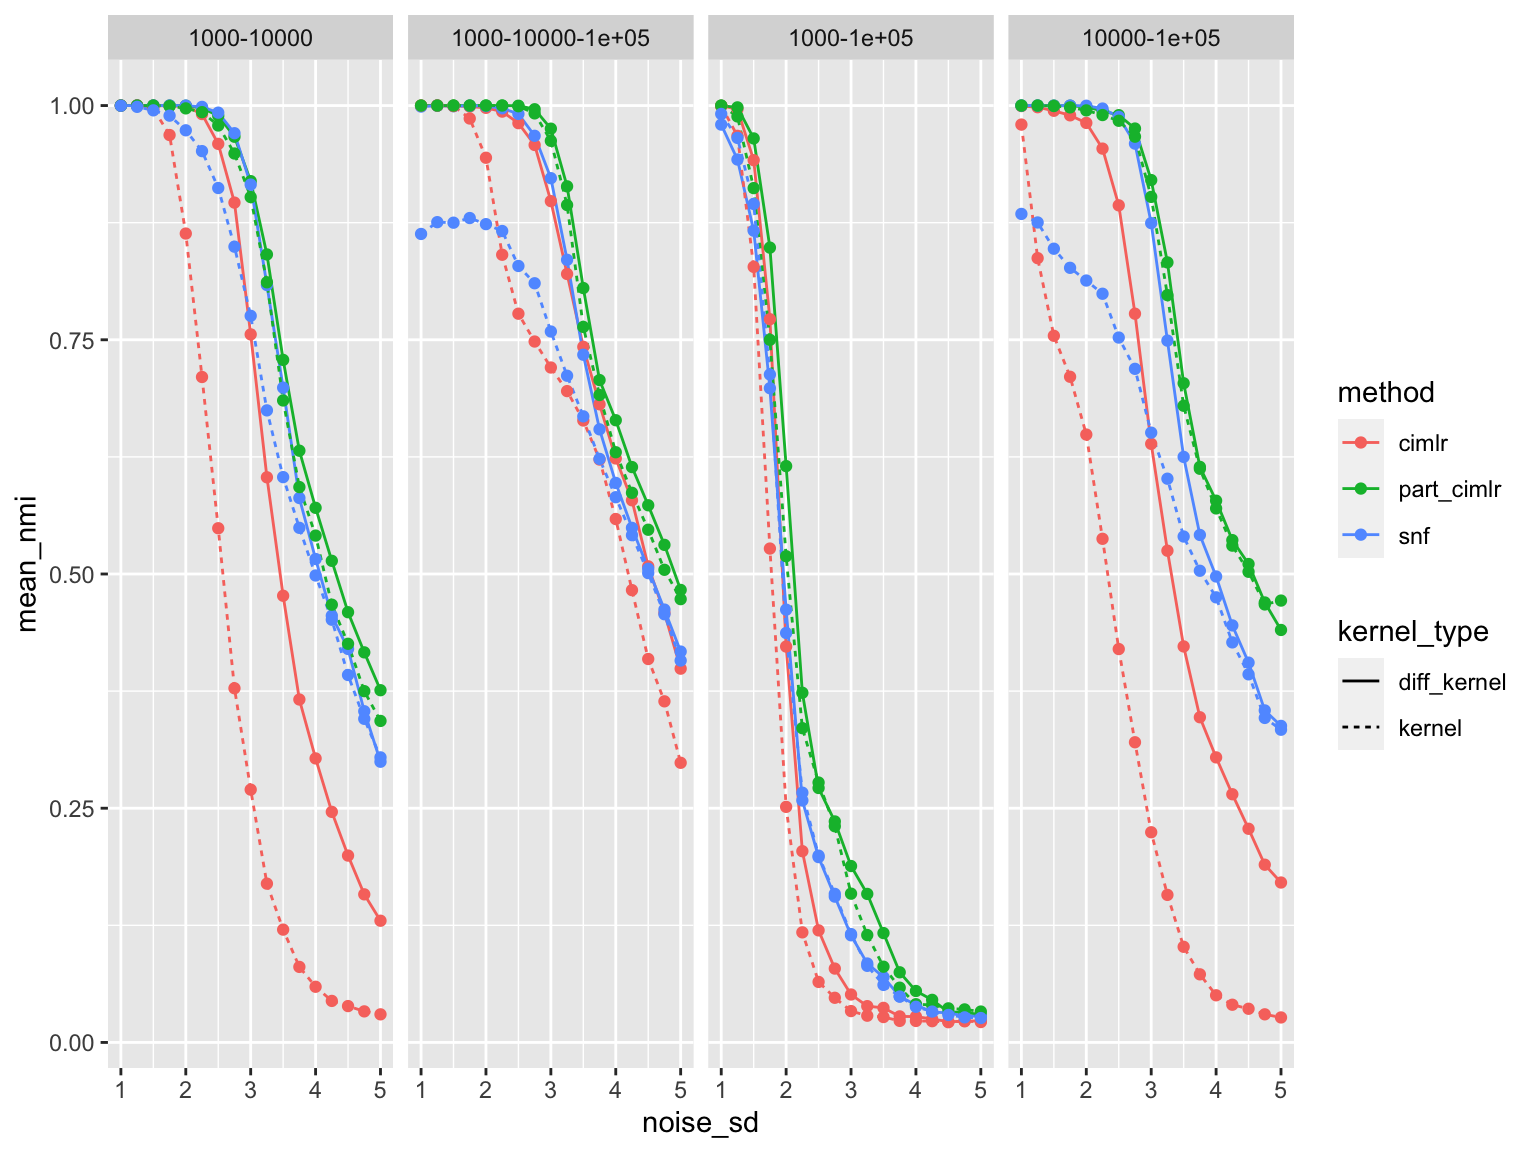 1000-10000 1000-10000-1e+05 1000-1e+05 10000-1e+05
1.00
0.75
0.50
0.25
0.00
mean_nmi
1 2 3 4 5 1 2 3 4 5 1 2 3 4 5 1 2 3 4 5
noise_sd
method
cimlr
part_cimlr
snf
kernel_type
diff_kernel
kernel